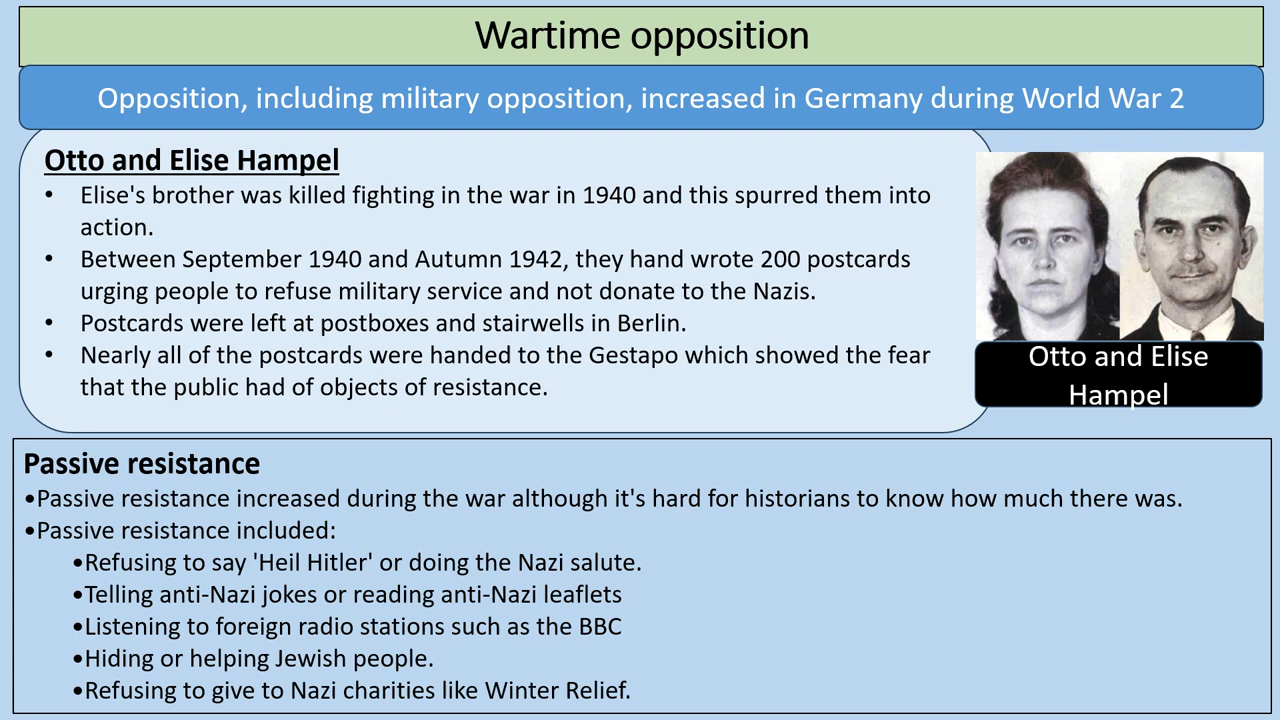 Wartime opposition
Opposition, including military opposition, increased in Germany during World War 2
Otto and Elise Hampel
• Elise's brother was killed fighting in the war in 1940 and this spurred them into
action.
• Between September 1940 and Autumn 1942, they hand wrote 200 postcards
urging people to refuse military service and not donate to the Nazis.
• Postcards were left at postboxes and stairwells in Berlin.
• Nearly all of the postcards were handed to the Gestapo which showed the fear
that the public had of objects of resistance.
Otto and Elise
Hampel
Passive resistance
•Passive resistance increased during the war although it's hard for historians to know how much there was.
•Passive resistance included:
•Refusing to say 'Heil Hitler' or doing the Nazi salute.
•Telling anti-Nazi jokes or reading anti-Nazi leaflets
•Listening to foreign radio stations such as the BBC
•Hiding or helping Jewish people.
•Refusing to give to Nazi charities like Winter Relief.